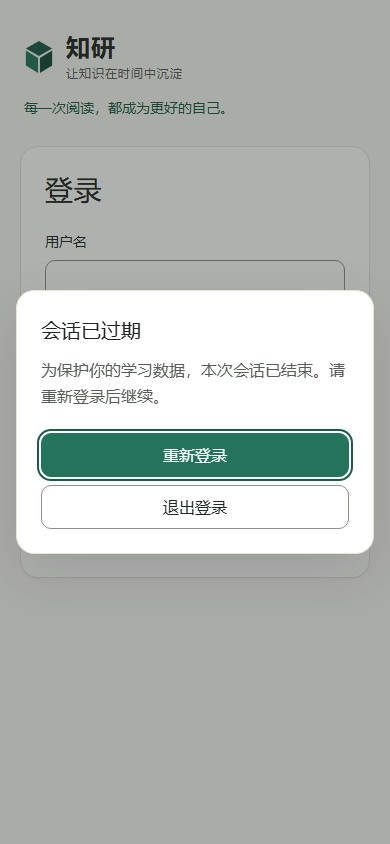 知研
让知识在时间中沉淀
每一次阅读，都成为更好的自己。
登录
用户名
会话已过期
为保护你的学习数据，本次会话已结束。请
重新登录后继续。
重新登录
退出登录